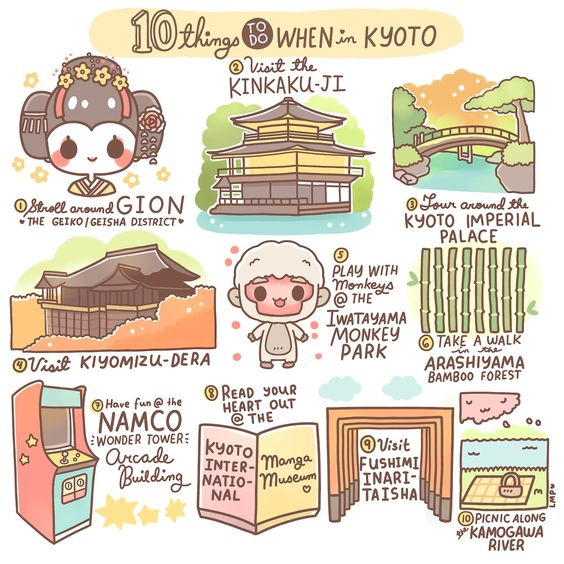 10 things TO DO WHEN in KYOTO
1 Stroll around GION
• THE GEIKO/GEISHA DISTRICT •
2 Visit the
KINKAKU-JI
3 Tour around the
KYOTO IMPERIAL
PALACE
4 Visit KIYOMIZU-DERA
5
PLAY WITH
Monkeys
@ THE
IWATAYAMA
MONKEY
PARK
6 TAKE A WALK
in the
ARASHIYAMA
BAMBOO FOREST
7 Have fun @ the
NAMCO
WONDER TOWER
Arcade
Building
8 READ YOUR
HEART OUT
@ THE
KYOTO
INTER-
NATIO-
NAL
Manga
Museum
9 Visit
FUSHIMI
INARI-
TAISHA
10 PICNIC ALONG
the KAMOGAWA
RIVER
LMP